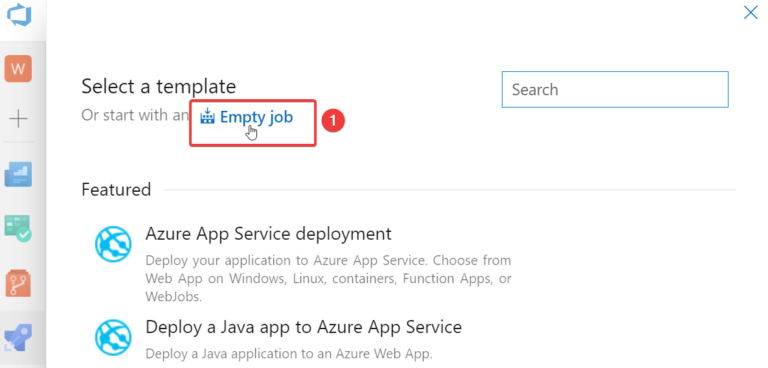 W
Select a template
Search
Or start with an Empty job
1
Featured
Azure App Service deployment
Deploy your application to Azure App Service. Choose from
Web App on Windows, Linux, containers, Function Apps, or
WebJobs.
Deploy a Java app to Azure App Service
Deploy a Java application to an Azure Web App.